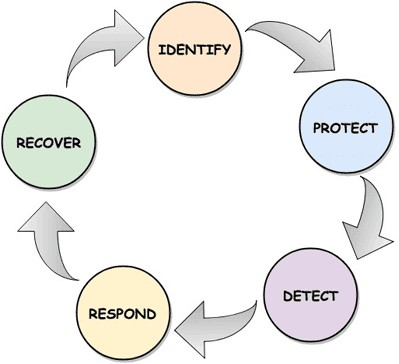 IDENTIFY
PROTECT
DETECT
RESPOND
RECOVER